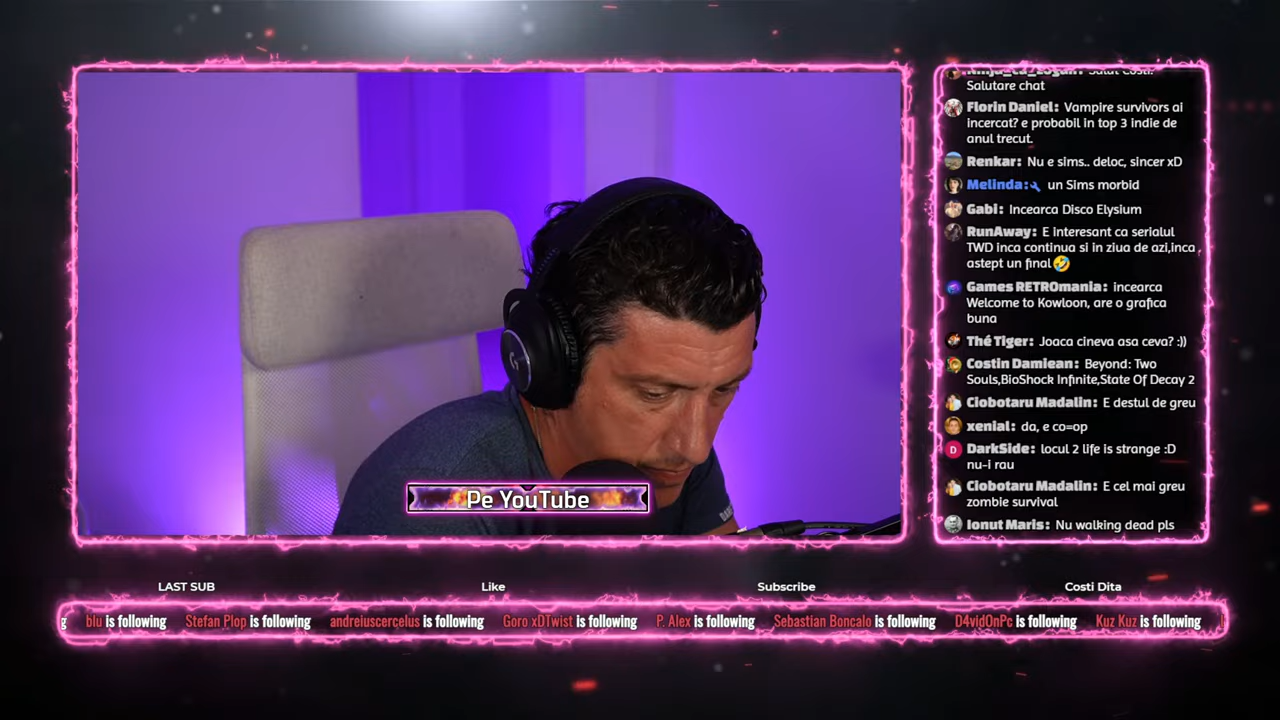 Salutare chat
Florin Daniel: Vampire survivors ai
incercat? e probabil in top 3 indie de
anul trecut.
Renkar: Nu e sims.. deloc, sincer xD
Melinda: un Sims morbid
Gabi: Incearca Disco Elysium
RunAway: E interesant ca serialul
TWD inca continua si in ziua de azi,inca
astept un final
Games RETROmania: incearca
Welcome to Kowloon, are o grafica
buna
Thé Tiger: Joaca cineva asa ceva? :))
Costin Damiean: Beyond: Two
Souls,BioShock Infinite,State Of Decay 2
Ciobotaru Madalin: E destul de greu
xenial: da, e co=op
D DarkSide: locul 2 life is strange :D
nu-i rau
Ciobotaru Madalin: E cel mai greu
zombie survival
Ionut Maris: Nu walking dead pls
Pe YouTube
LAST SUB Like Subscribe Costi Dita
g blu is following Stefan Plop is following andreiuscerçelus is following Goro xDTwist is following P. Alex is following Sebastian Boncalo is following D4vidOnPc is following Kuz Kuz is following